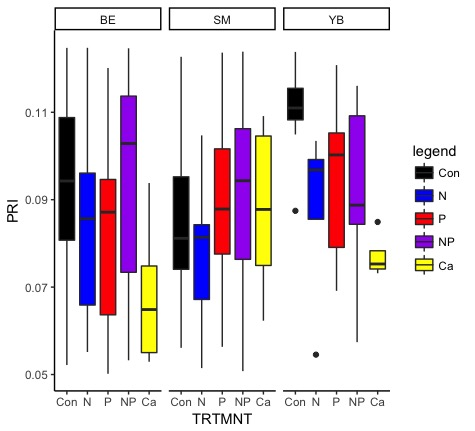 BE SM YB
0.11
0.09
0.07
0.05
PRI
Con N P NP Ca Con N P NP Ca Con N P NP Ca
TRTMNT
legend
Con
N
P
NP
Ca